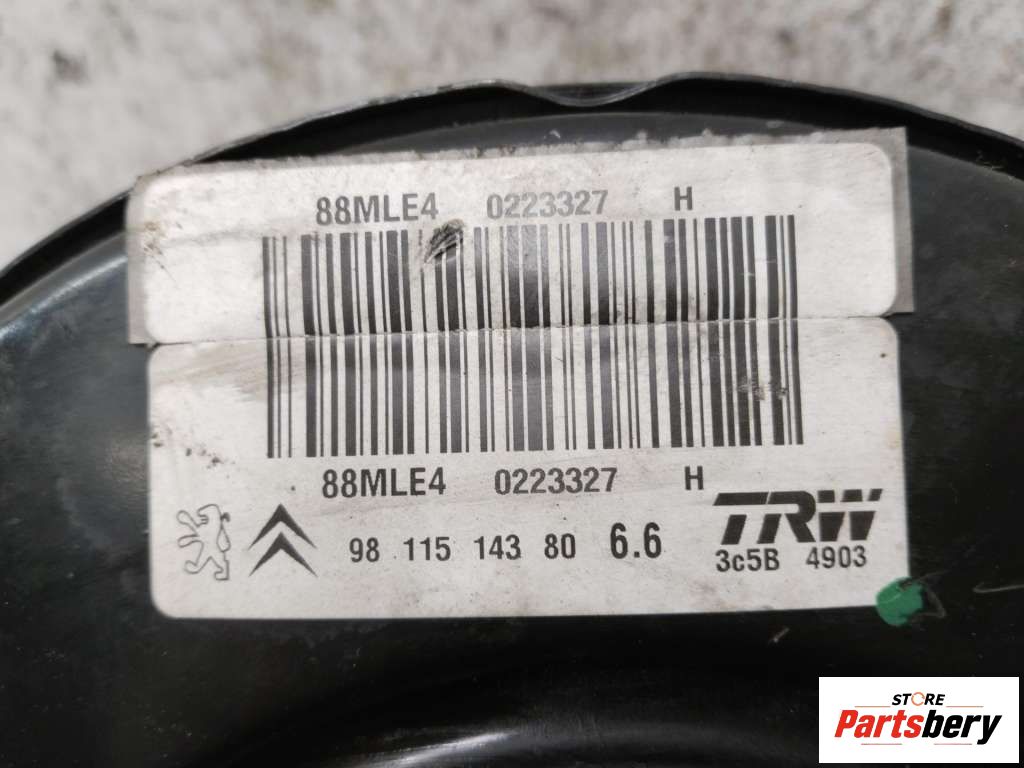 88MLE4 0223327 H
88MLE4 0223327 H
98 115 143 80 6.6
TRW
3c5B 4903
STORE
Partsbery